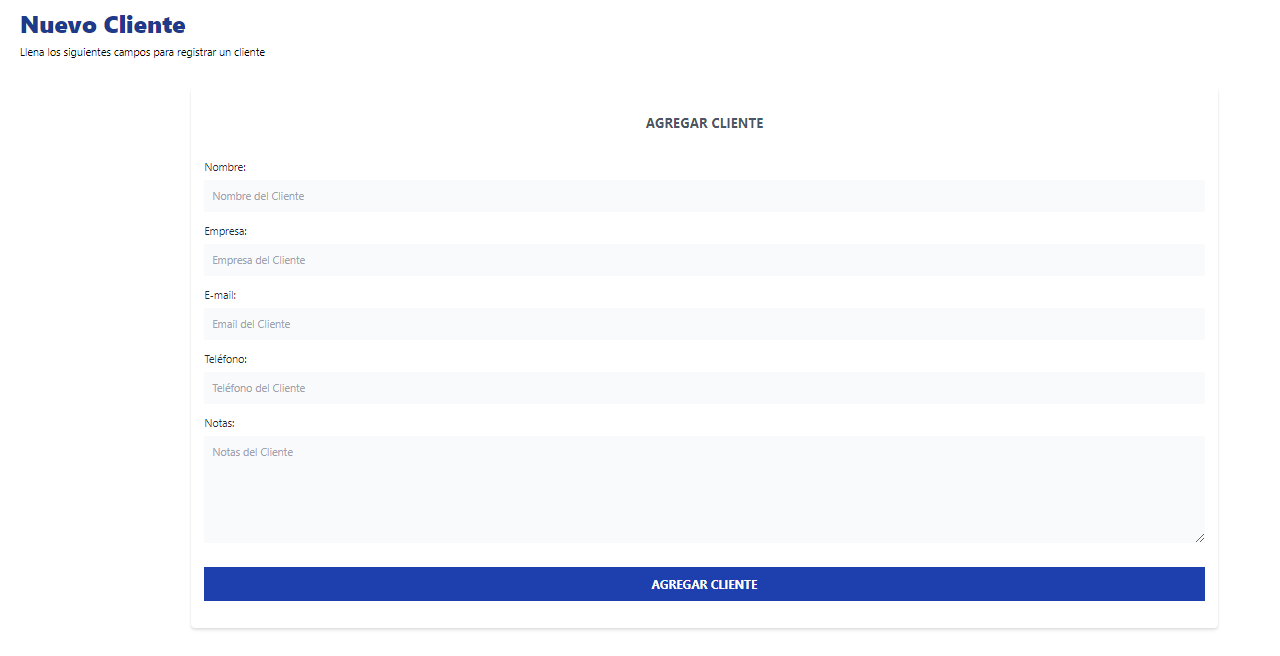 Nuevo Cliente
Llena los siguientes campos para registrar un cliente
AGREGAR CLIENTE
Nombre:
Nombre del Cliente
Empresa:
Empresa del Cliente
E-mail:
Email del Cliente
Teléfono:
Teléfono del Cliente
Notas:
Notas del Cliente
AGREGAR CLIENTE